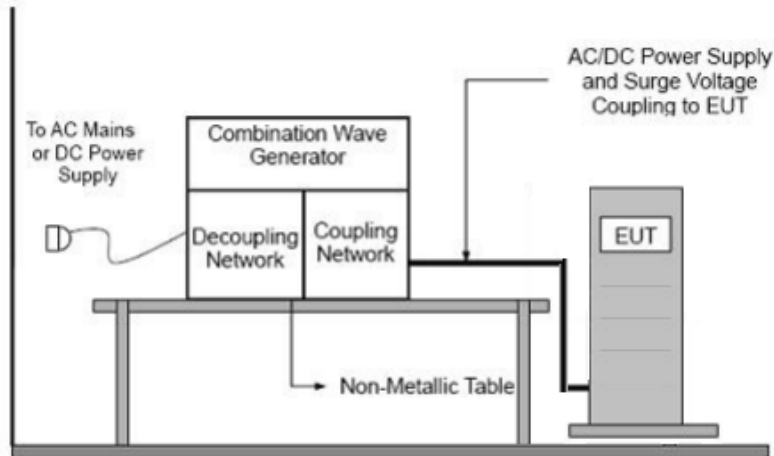 AC/DC Power Supply
and Surge Voltage
Coupling to EUT
To AC Mains
or DC Power
Supply
Combination Wave
Generator
Decoupling
Network
Coupling
Network
EUT
Non-Metallic Table